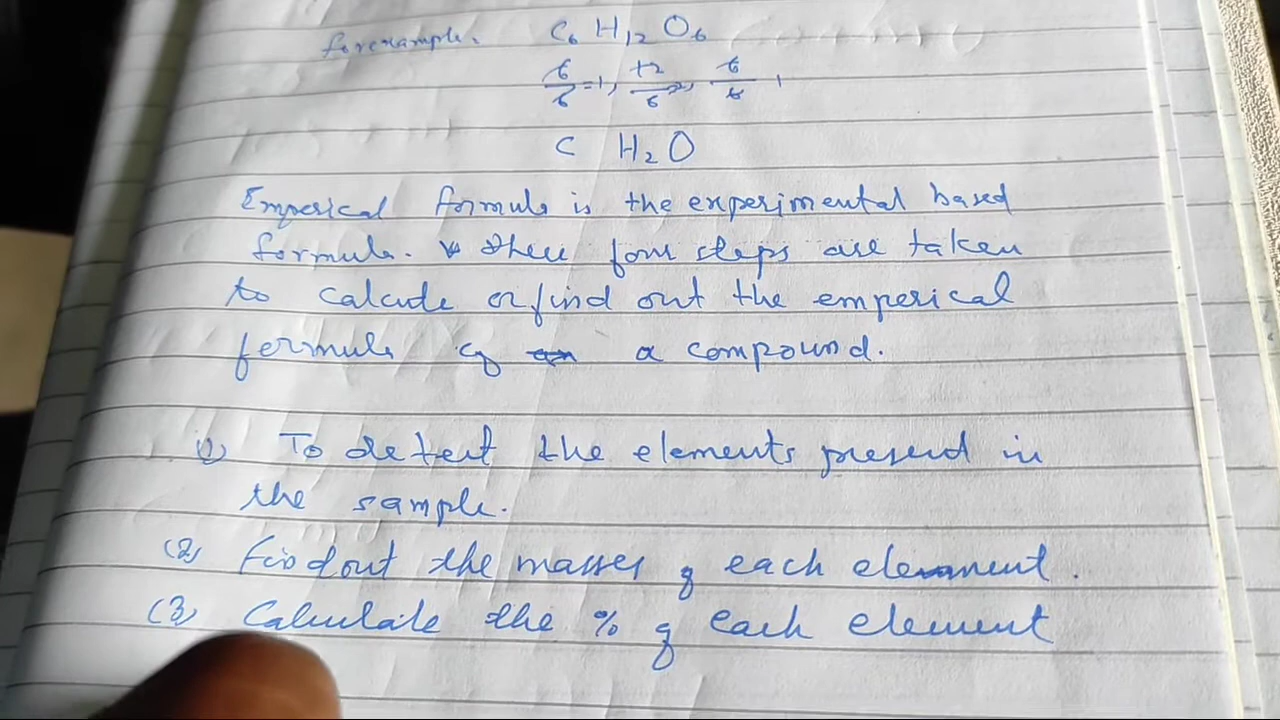 for example. C6 H12 O6
6/6 = 1, 12/6 = 2, 6/6 1
C H2O
Emperical formula is the experimental based
formula. these four steps are taken
to calcute or find out the emperical
formula of a compound.
(1) To detect the elements present in
the sample.
(2) Find out the masses of each element.
(3) Calculate the % of each element